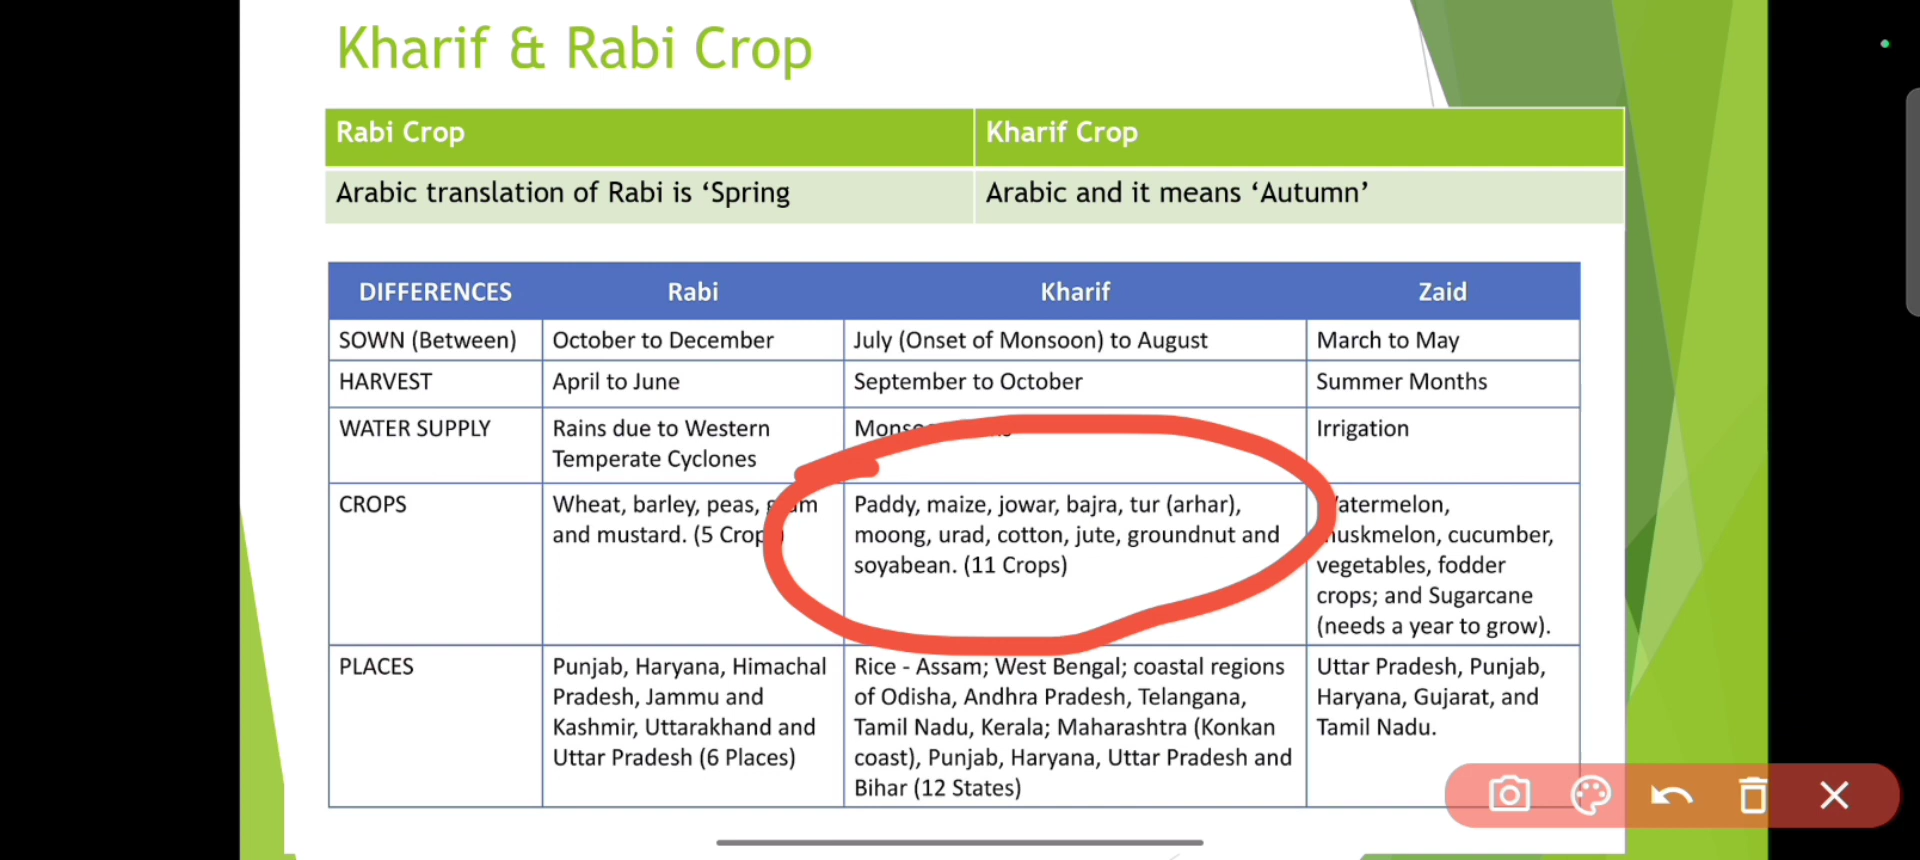 Kharif & Rabi Crop
Rabi Crop
Kharif Crop
Arabic translation of Rabi is ‘Spring
Arabic and it means ‘Autumn’
DIFFERENCES
Rabi
Kharif
Zaid
SOWN (Between)
October to December
July (Onset of Monsoon) to August
March to May
HARVEST
April to June
September to October
Summer Months
WATER SUPPLY
Rains due to Western
Temperate Cyclones
Irrigation
CROPS
Wheat, barley, peas,
and mustard. (5
Paddy, maize, jowar, bajra, tur (arhar),
moong, urad, cotton, jute, groundnut and
soyabean. (11 Crops)
Watermelon,
muskmelon, cucumber,
vegetables, fodder
crops; and Sugarcane
(needs a year to grow).
PLACES
Punjab, Haryana, Himachal
Pradesh, Jammu and
Kashmir, Uttarakhand and
Uttar Pradesh (6 Places)
Rice - Assam; West Bengal; coastal regions
of Odisha, Andhra Pradesh, Telangana,
Tamil Nadu, Kerala; Maharashtra (Konkan
coast), Punjab, Haryana, Uttar Pradesh and
Bihar (12 States)
Uttar Pradesh, Punjab,
Haryana, Gujarat, and
Tamil Nadu.